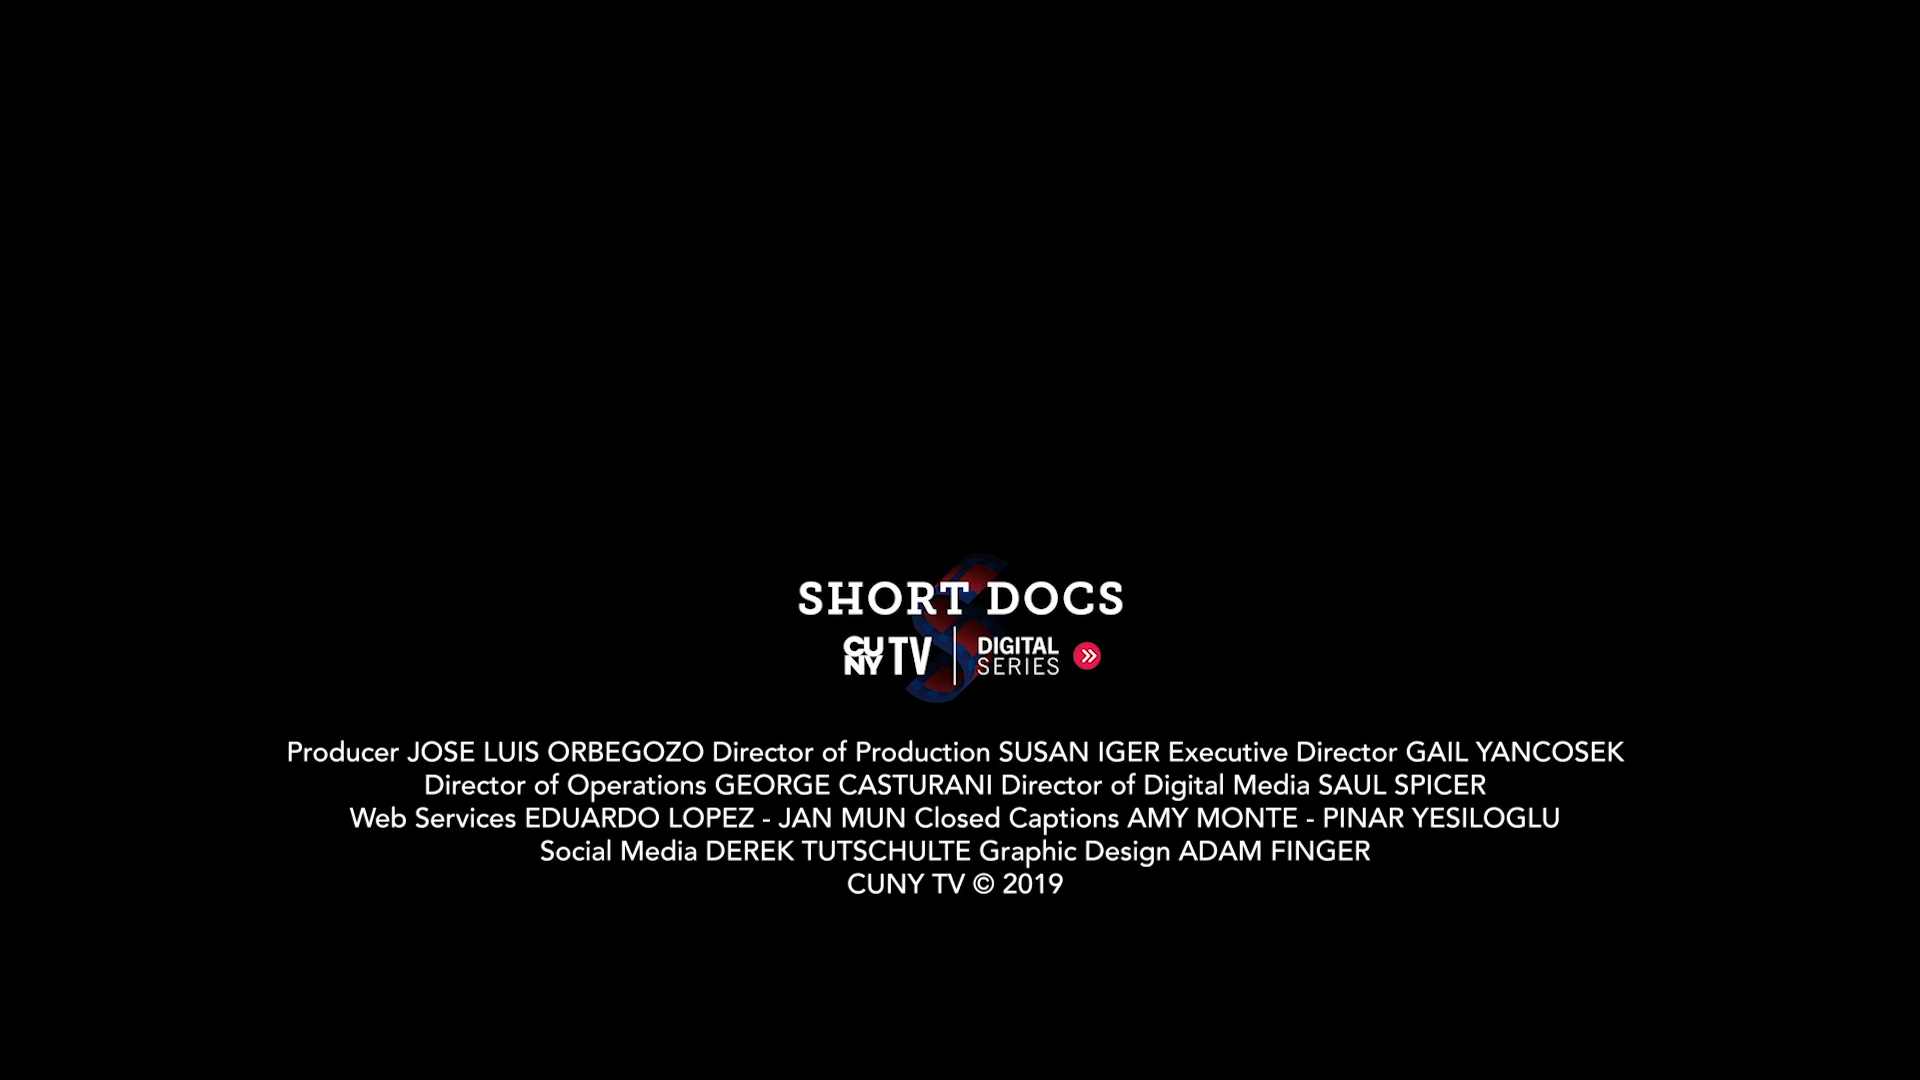 SHORT DOCS
CUNY TV | DIGITAL SERIES
Producer JOSE LUIS ORBEGOZO Director of Production SUSAN IGER Executive Director GAIL YANCOSEK
Director of Operations GEORGE CASTURANI Director of Digital Media SAUL SPICER
Web Services EDUARDO LOPEZ - JAN MUN Closed Captions AMY MONTE - PINAR YESILOGLU
Social Media DEREK TUTSCHULTE Graphic Design ADAM FINGER
CUNY TV © 2019